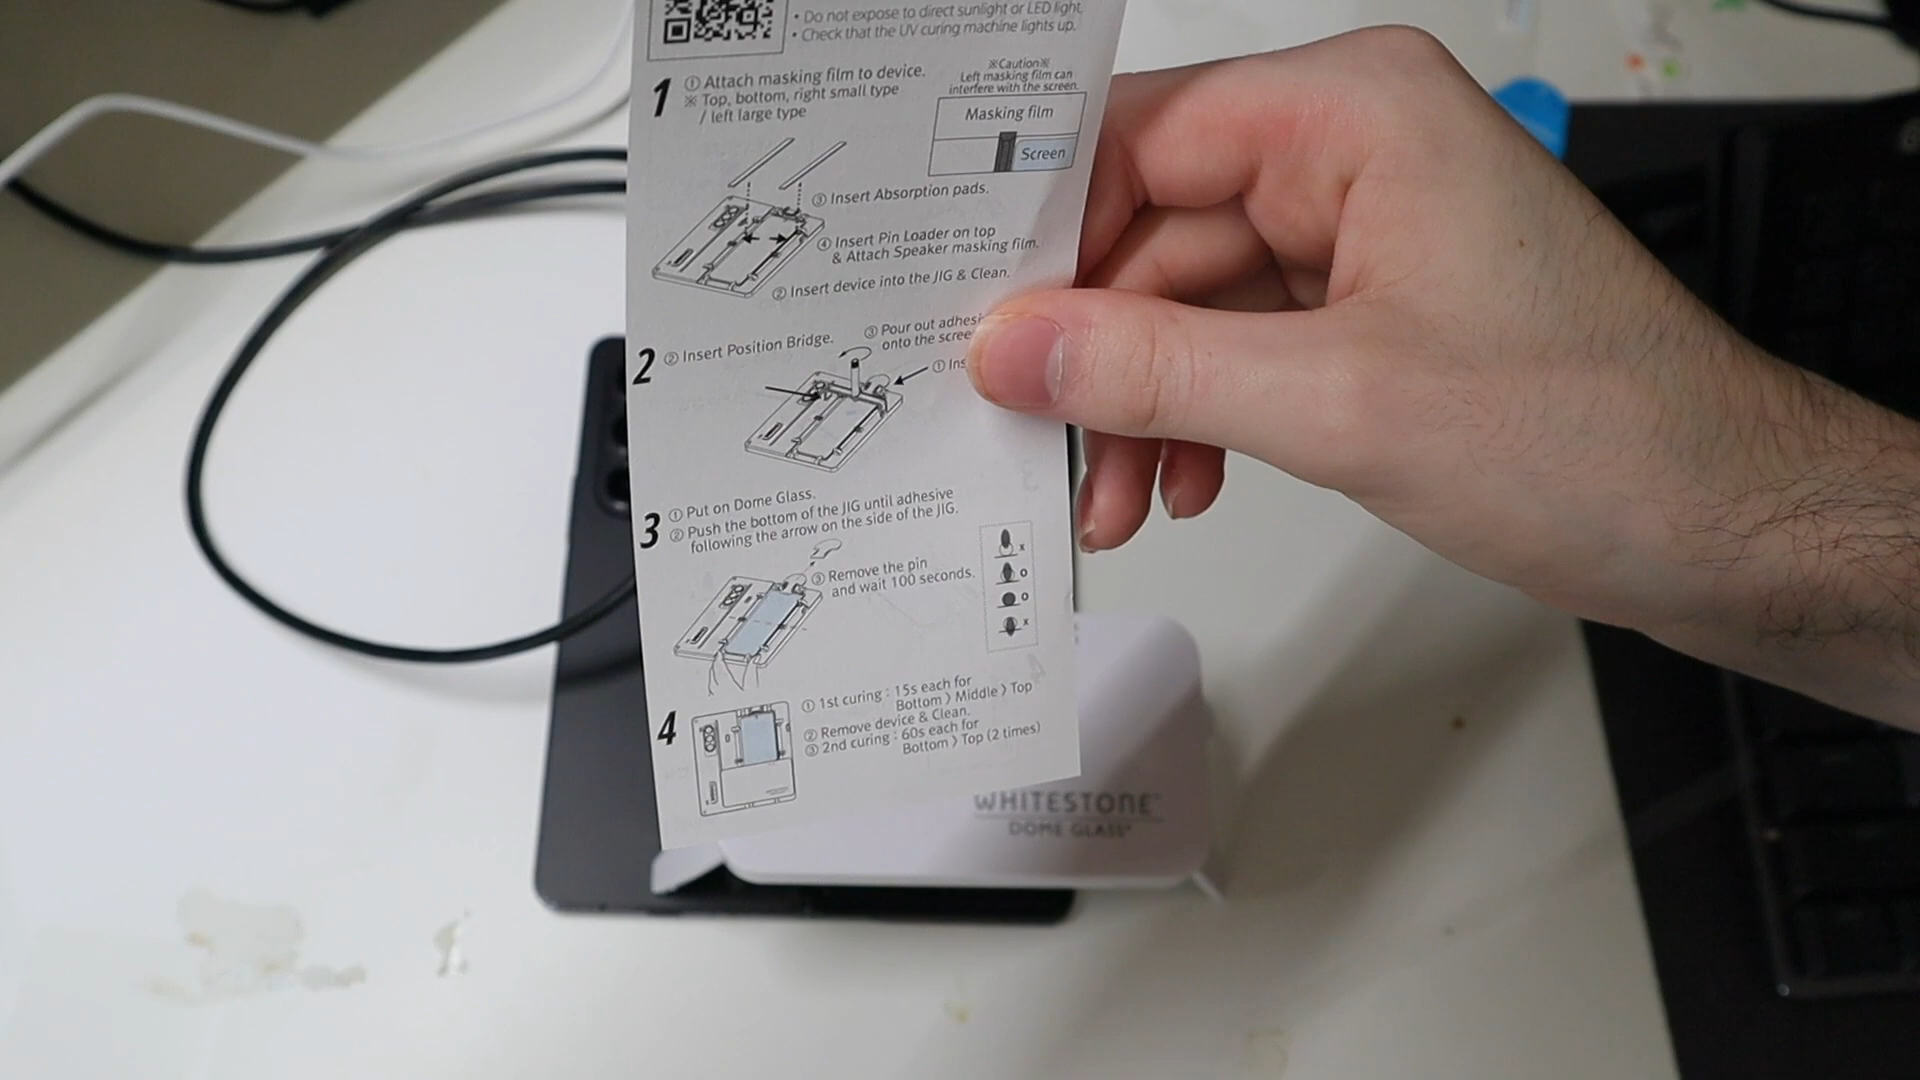 • Do not expose to direct sunlight or LED light.
• Check that the UV curing machine lights up.
1
① Attach masking film to device.
※ Top, bottom, right small type
/ left large type
※Caution※
Left masking film can
interfere with the screen.
Masking film
Screen
③ Insert Absorption pads.
④ Insert Pin Loader on top
& Attach Speaker masking film.
② Insert device into the JIG & Clean.
2
② Insert Position Bridge.
③ Pour out
onto the
①
3
① Put on Dome Glass.
② Push the bottom of the JIG until adhesive
following the arrow on the side of the JIG.
③ Remove the pin
and wait 100 seconds.
x
o
o
x
4
① 1st curing : 15s each for
Bottom 〉 Middle 〉 Top
② Remove device & Clean.
③ 2nd curing : 60s each for
Bottom 〉 Top (2 times)
WHITESTONE™
DOME GLASS®